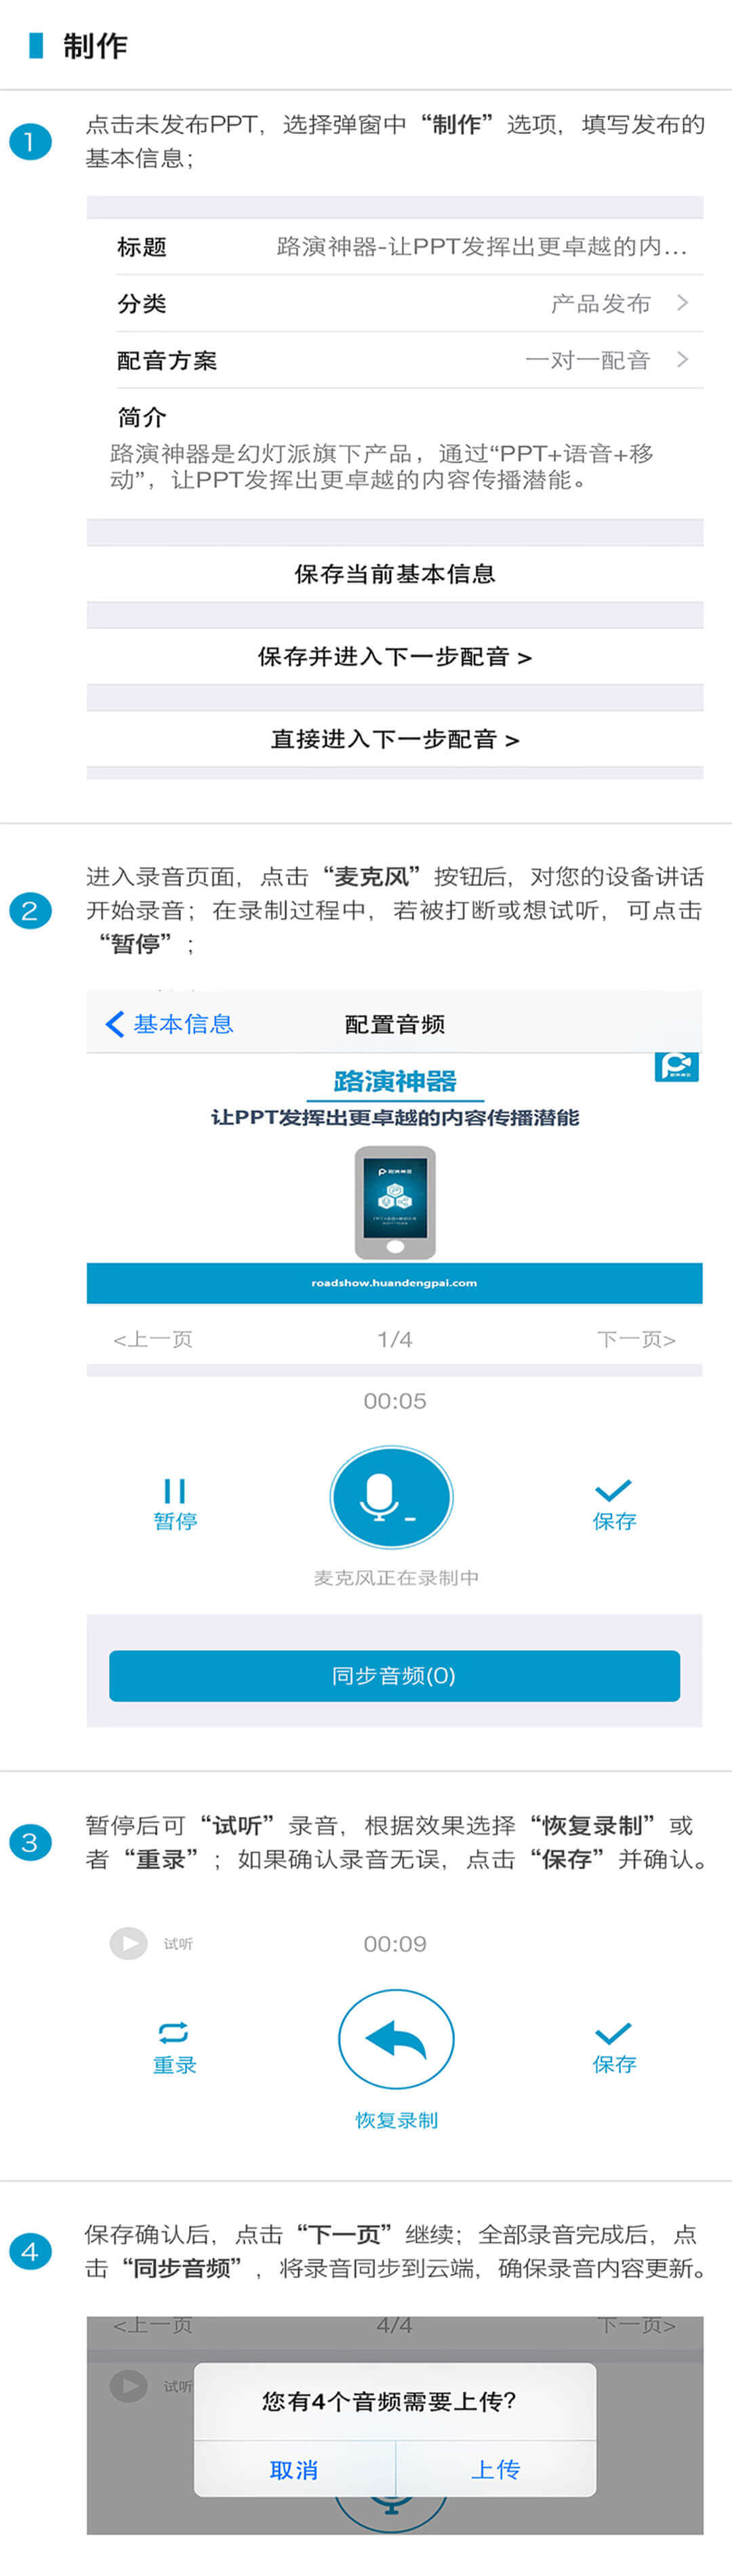 制作
1
点击未发布PPT，选择弹窗中“制作”选项，填写发布的
基本信息；
标题 路演神器-让PPT发挥出更卓越的内...
分类 产品发布 >
配音方案 一对一配音 >
简介
路演神器是幻灯派旗下产品，通过“PPT+语音+移
动”，让PPT发挥出更卓越的内容传播潜能。
保存当前基本信息
保存并进入下一步配音 >
直接进入下一步配音 >
2
进入录音页面，点击“麦克风”按钮后，对您的设备讲话
开始录音；在录制过程中，若被打断或想试听，可点击
“暂停”；
基本信息 配置音频
路演神器
让PPT发挥出更卓越的内容传播潜能
路演神器
roadshow.huandengpai.com
<上一页 1/4 下一页>
00:05
暂停 保存
麦克风正在录制中
同步音频(0)
3
暂停后可“试听”录音，根据效果选择“恢复录制”或
者“重录”；如果确认录音无误，点击“保存”并确认。
试听 00:09
重录 保存
恢复录制
4
保存确认后，点击“下一页”继续；全部录音完成后，点
击“同步音频”，将录音同步到云端，确保录音内容更新。
<上一页 4/4 下一页>
试听
您有4个音频需要上传?
取消 上传